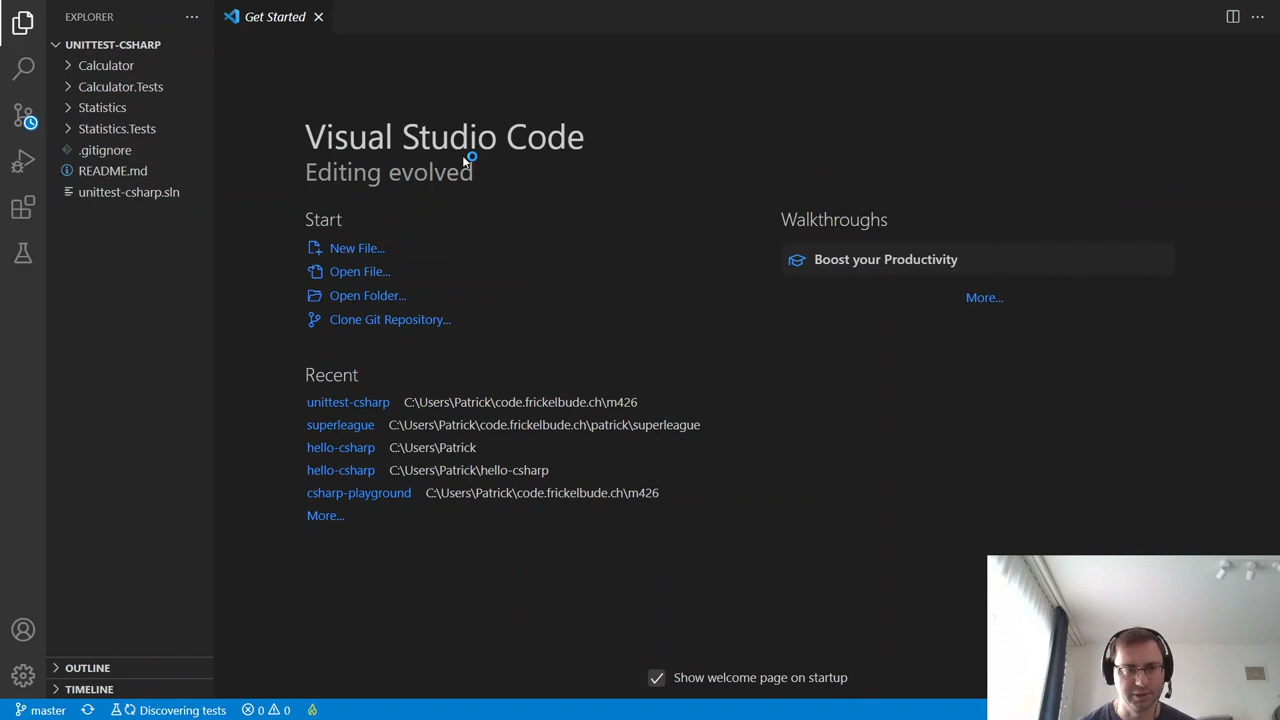 EXPLORER
Get Started
UNITTEST-CSHARP
Calculator
Calculator.Tests
Statistics
Statistics.Tests
.gitignore
README.md
unittest-csharp.sln
Visual Studio Code
Editing evolved
Start
New File...
Open File...
Open Folder...
Clone Git Repository...
Walkthroughs
Boost your Productivity
More...
Recent
unittest-csharp C:\Users\Patrick\code.frickelbude.ch\m426
superleague C:\Users\Patrick\code.frickelbude.ch\patrick\superleague
hello-csharp C:\Users\Patrick
hello-csharp C:\Users\Patrick\hello-csharp
csharp-playground C:\Users\Patrick\code.frickelbude.ch\m426
More...
Show welcome page on startup
OUTLINE
TIMELINE
master Discovering tests 0 0